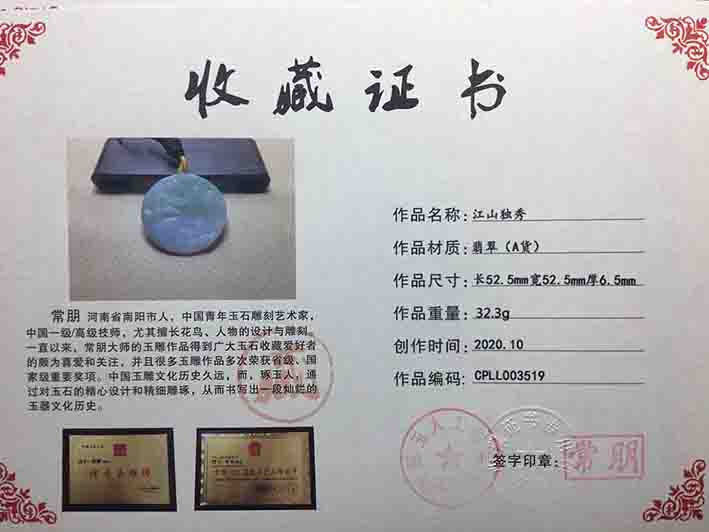 收藏证书
作品名称:江山独秀
作品材质:翡翠（A货）
作品尺寸:长52.5mm宽52.5mm厚6.5mm
作品重量:32.3g
创作时间:2020.10
作品编号:CPLL003519
常朋 河南省南阳市人，中国青年玉石雕刻艺术家，
中国一级/高级技师，尤其擅长花鸟、人物的设计与雕刻。
一直以来，常朋大师的玉雕作品得到广大玉石收藏爱好者
的颇为喜爱和关注，并且很多玉雕作品多次荣获省级、国
家级重要奖项。中国玉雕文化历史久远，而，琢玉人，通
过对玉石的精心设计和精细雕琢，从而书写出一段灿烂的
玉器文化历史。
签字印章:
常朋